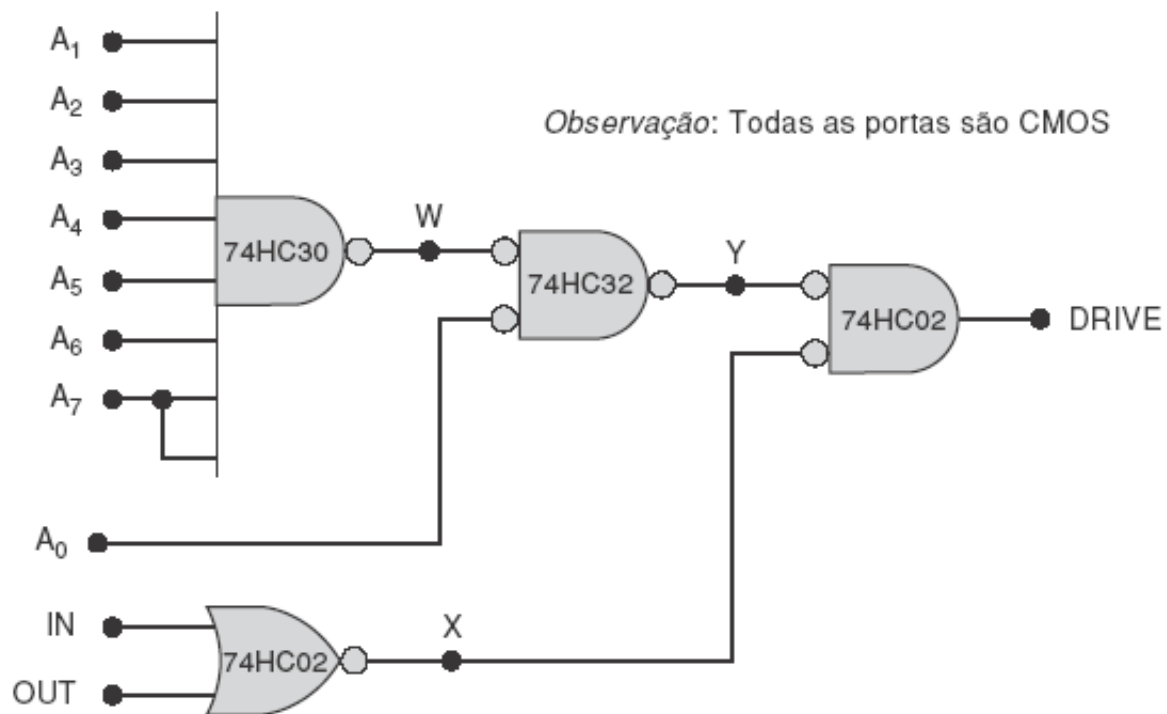 A₁
A₂
Observação: Todas as portas são CMOS
A₃
A₄
W
74HC30
A₅
74HC32
Y
74HC02
DRIVE
A₆
A₇
A₀
IN
X
74HC02
OUT